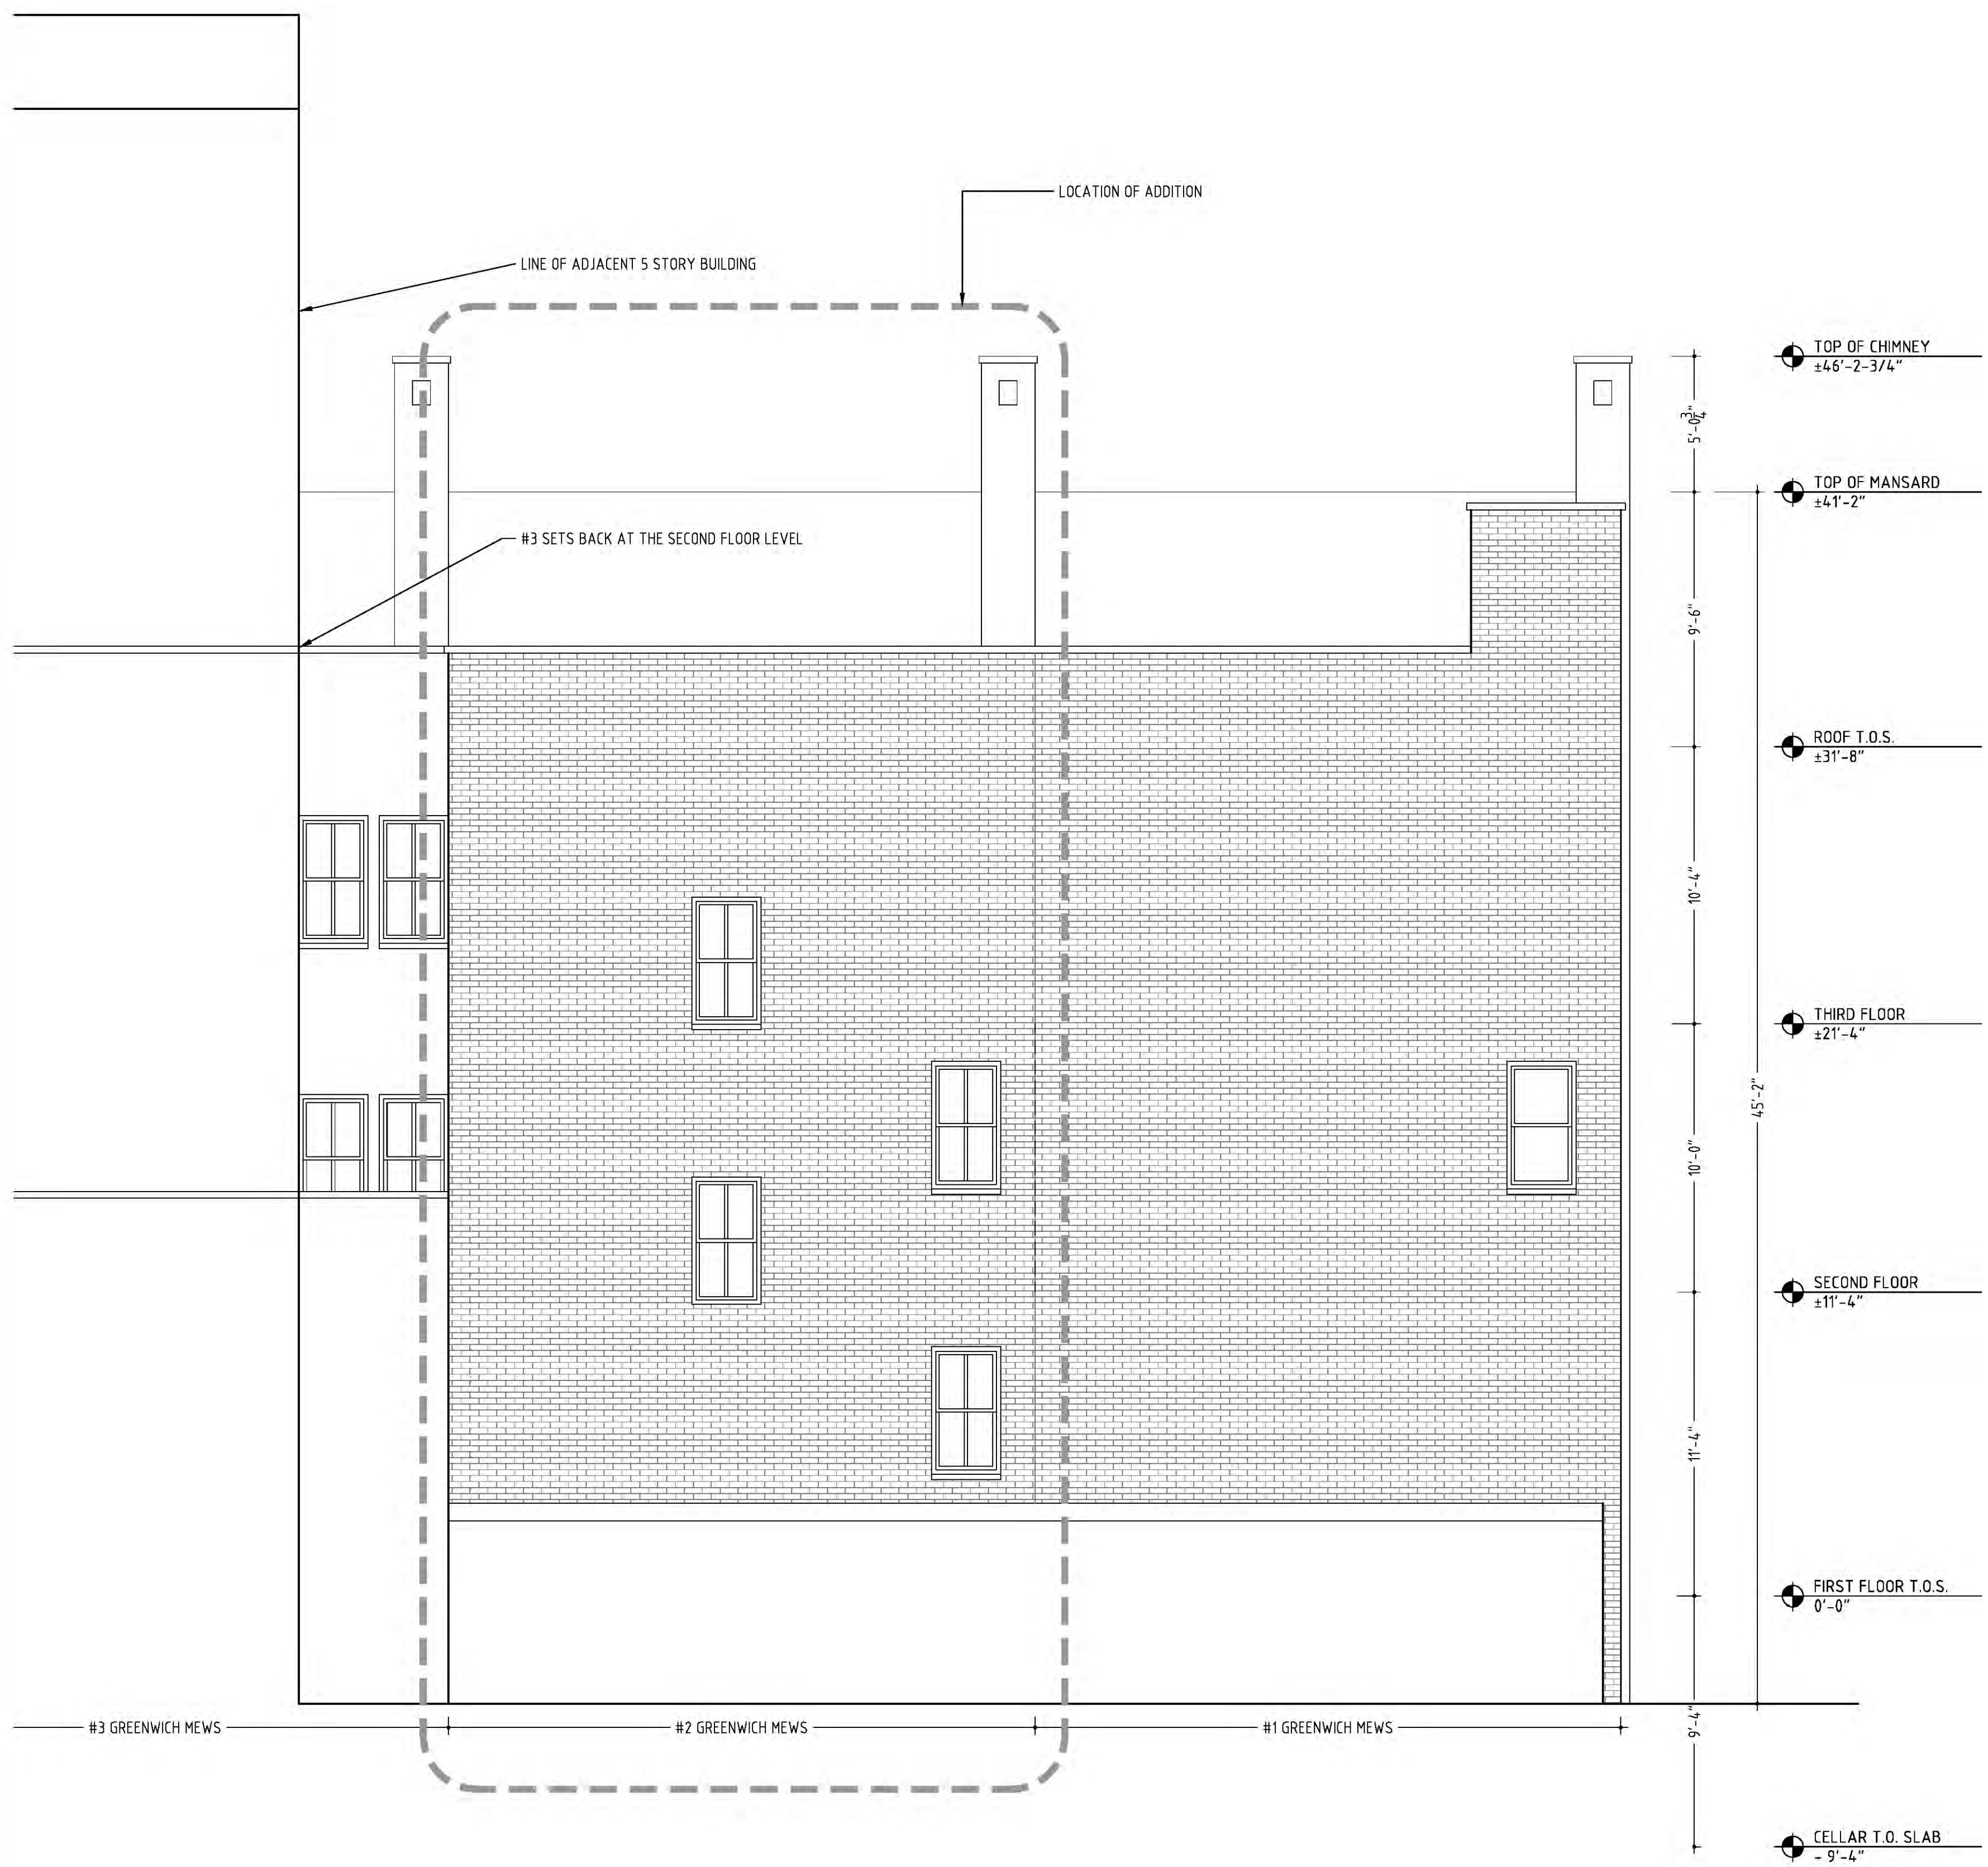 LOCATION OF ADDITION
LINE OF ADJACENT 5 STORY BUILDING
TOP OF CHIMNEY
±46'-2-3/4"
5'-0 3/4"
TOP OF MANSARD
±41'-2"
#3 SETS BACK AT THE SECOND FLOOR LEVEL
9'-6"
ROOF T.O.S.
±31'-8"
10'-4"
THIRD FLOOR
±21'-4"
45'-2"
10'-0"
SECOND FLOOR
±11'-4"
11'-4"
FIRST FLOOR T.O.S.
0'-0"
#3 GREENWICH MEWS
#2 GREENWICH MEWS
#1 GREENWICH MEWS
9'-4"
CELLAR T.O. SLAB
- 9'-4"